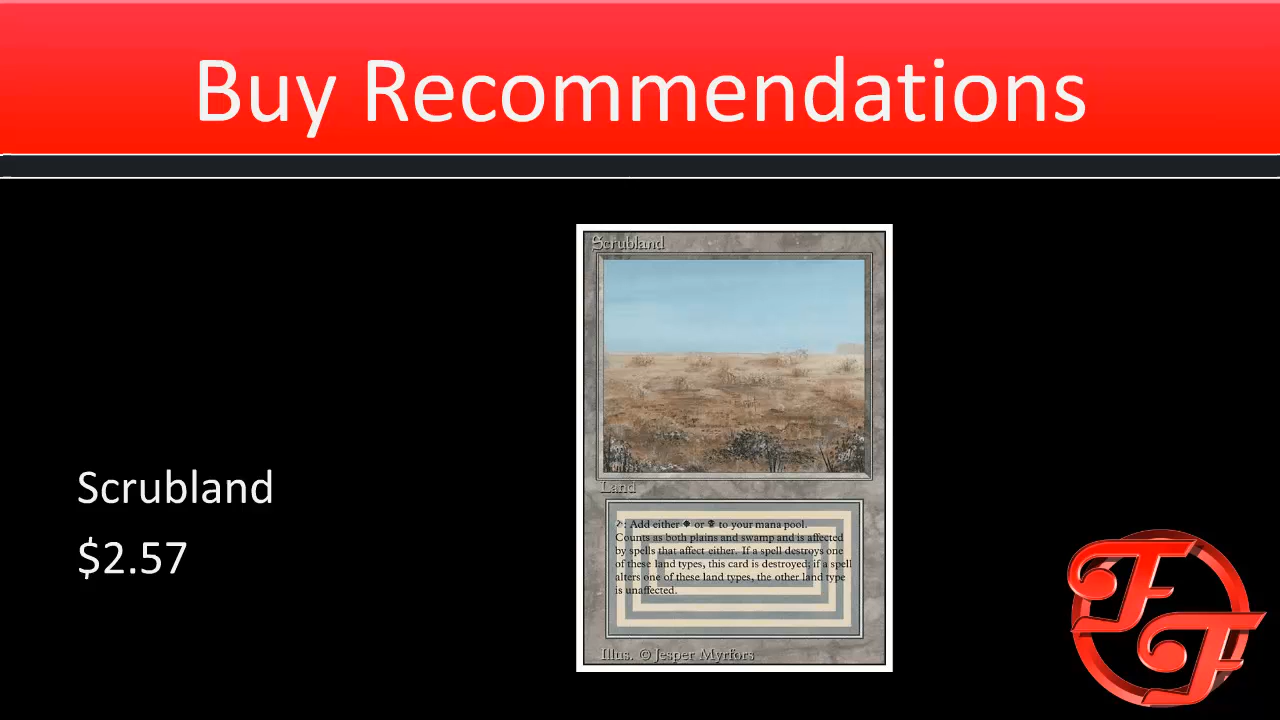 Buy Recommendations
Scrubland
$2.57
Scrubland
Land
: Add either or to your mana pool.
Counts as both plains and swamp and is affected
by spells that affect either. If a spell destroys one
of these land types, this card is destroyed; if a spell
alters one of these land types, the other land type
is unaffected.
Illus. © Jesper Myrfors
FF